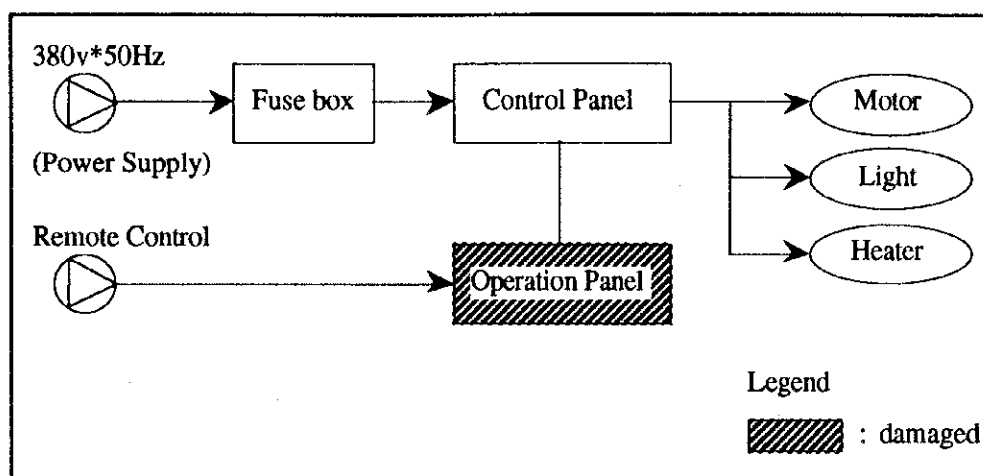 380v*50Hz
Fuse box
Control Panel
Motor
(Power Supply)
Light
Remote Control
Heater
Operation Panel
Legend
: damaged